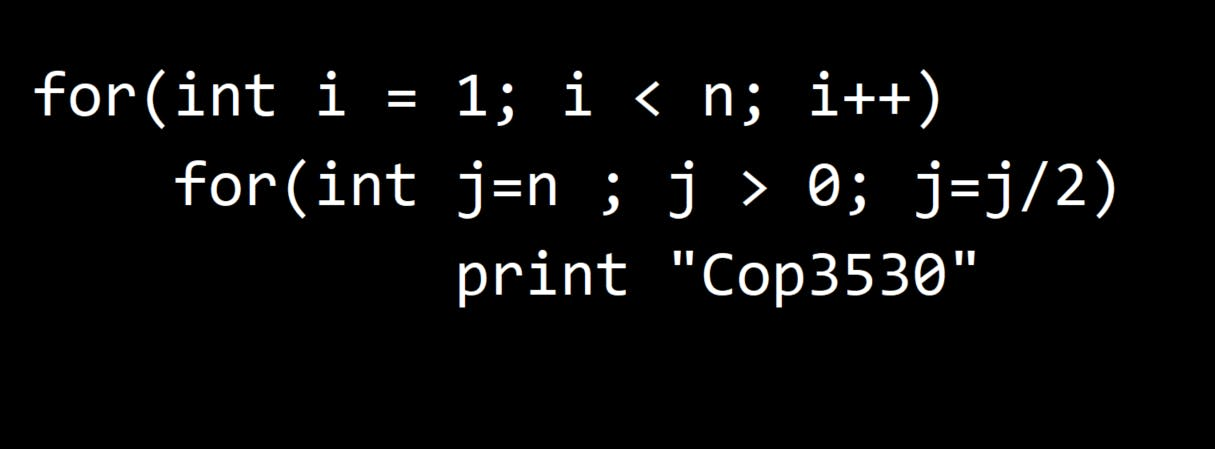 for(int i = 1; i < n; i++)
for(int j=n ; j > 0; j=j/2)
print "Cop3530"